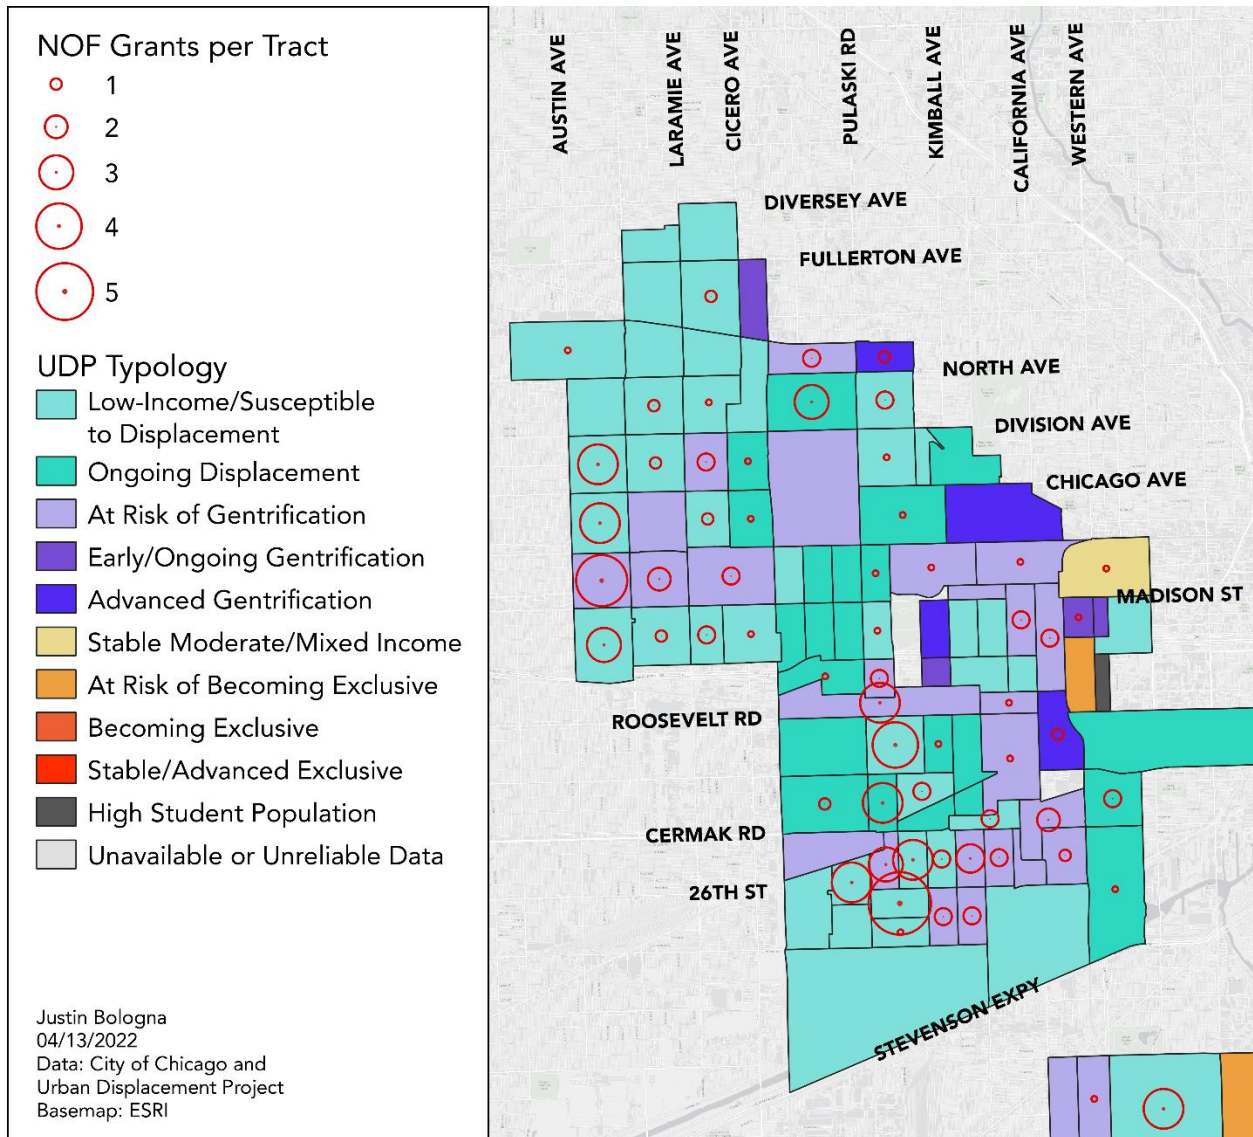 NOF Grants per Tract
1
2
3
4
5
UDP Typology
Low-Income/Susceptible
to Displacement
Ongoing Displacement
At Risk of Gentrification
Early/Ongoing Gentrification
Advanced Gentrification
Stable Moderate/Mixed Income
At Risk of Becoming Exclusive
Becoming Exclusive
Stable/Advanced Exclusive
High Student Population
Unavailable or Unreliable Data
Justin Bologna
04/13/2022
Data: City of Chicago and
Urban Displacement Project
Basemap: ESRI
AUSTIN AVE
LARAMIE AVE
CICERO AVE
PULASKI RD
KIMBALL AVE
CALIFORNIA AVE
WESTERN AVE
DIVERSEY AVE
FULLERTON AVE
NORTH AVE
DIVISION AVE
CHICAGO AVE
MADISON ST
ROOSEVELT RD
CERMAK RD
26TH ST
STEVENSON EXPY